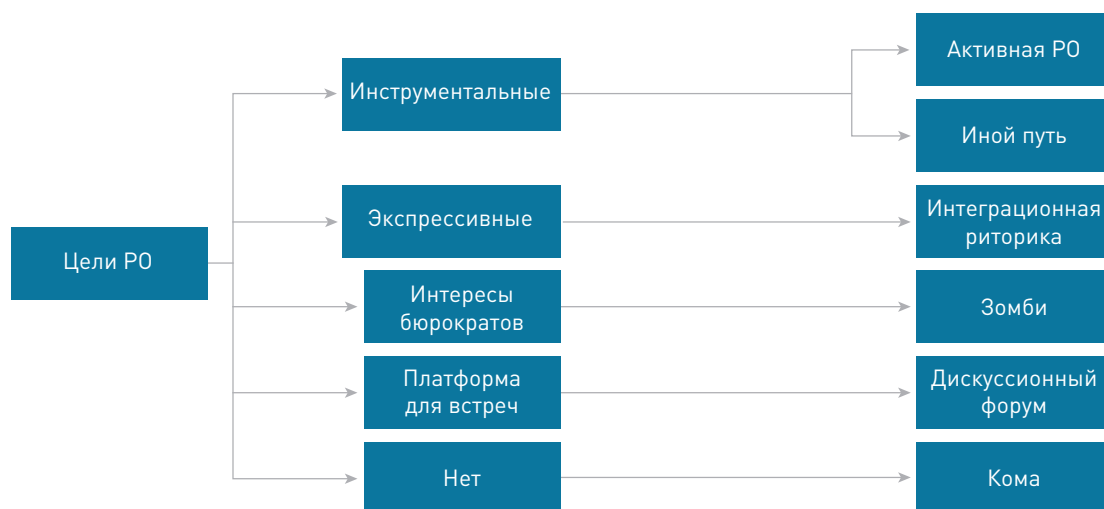 Активная РО
Инструментальные
Иной путь
Экспрессивные
Интеграционная
риторика
Цели РО
Интересы
бюрократов
Зомби
Платформа
для встреч
Дискуссионный
форум
Нет
Кома